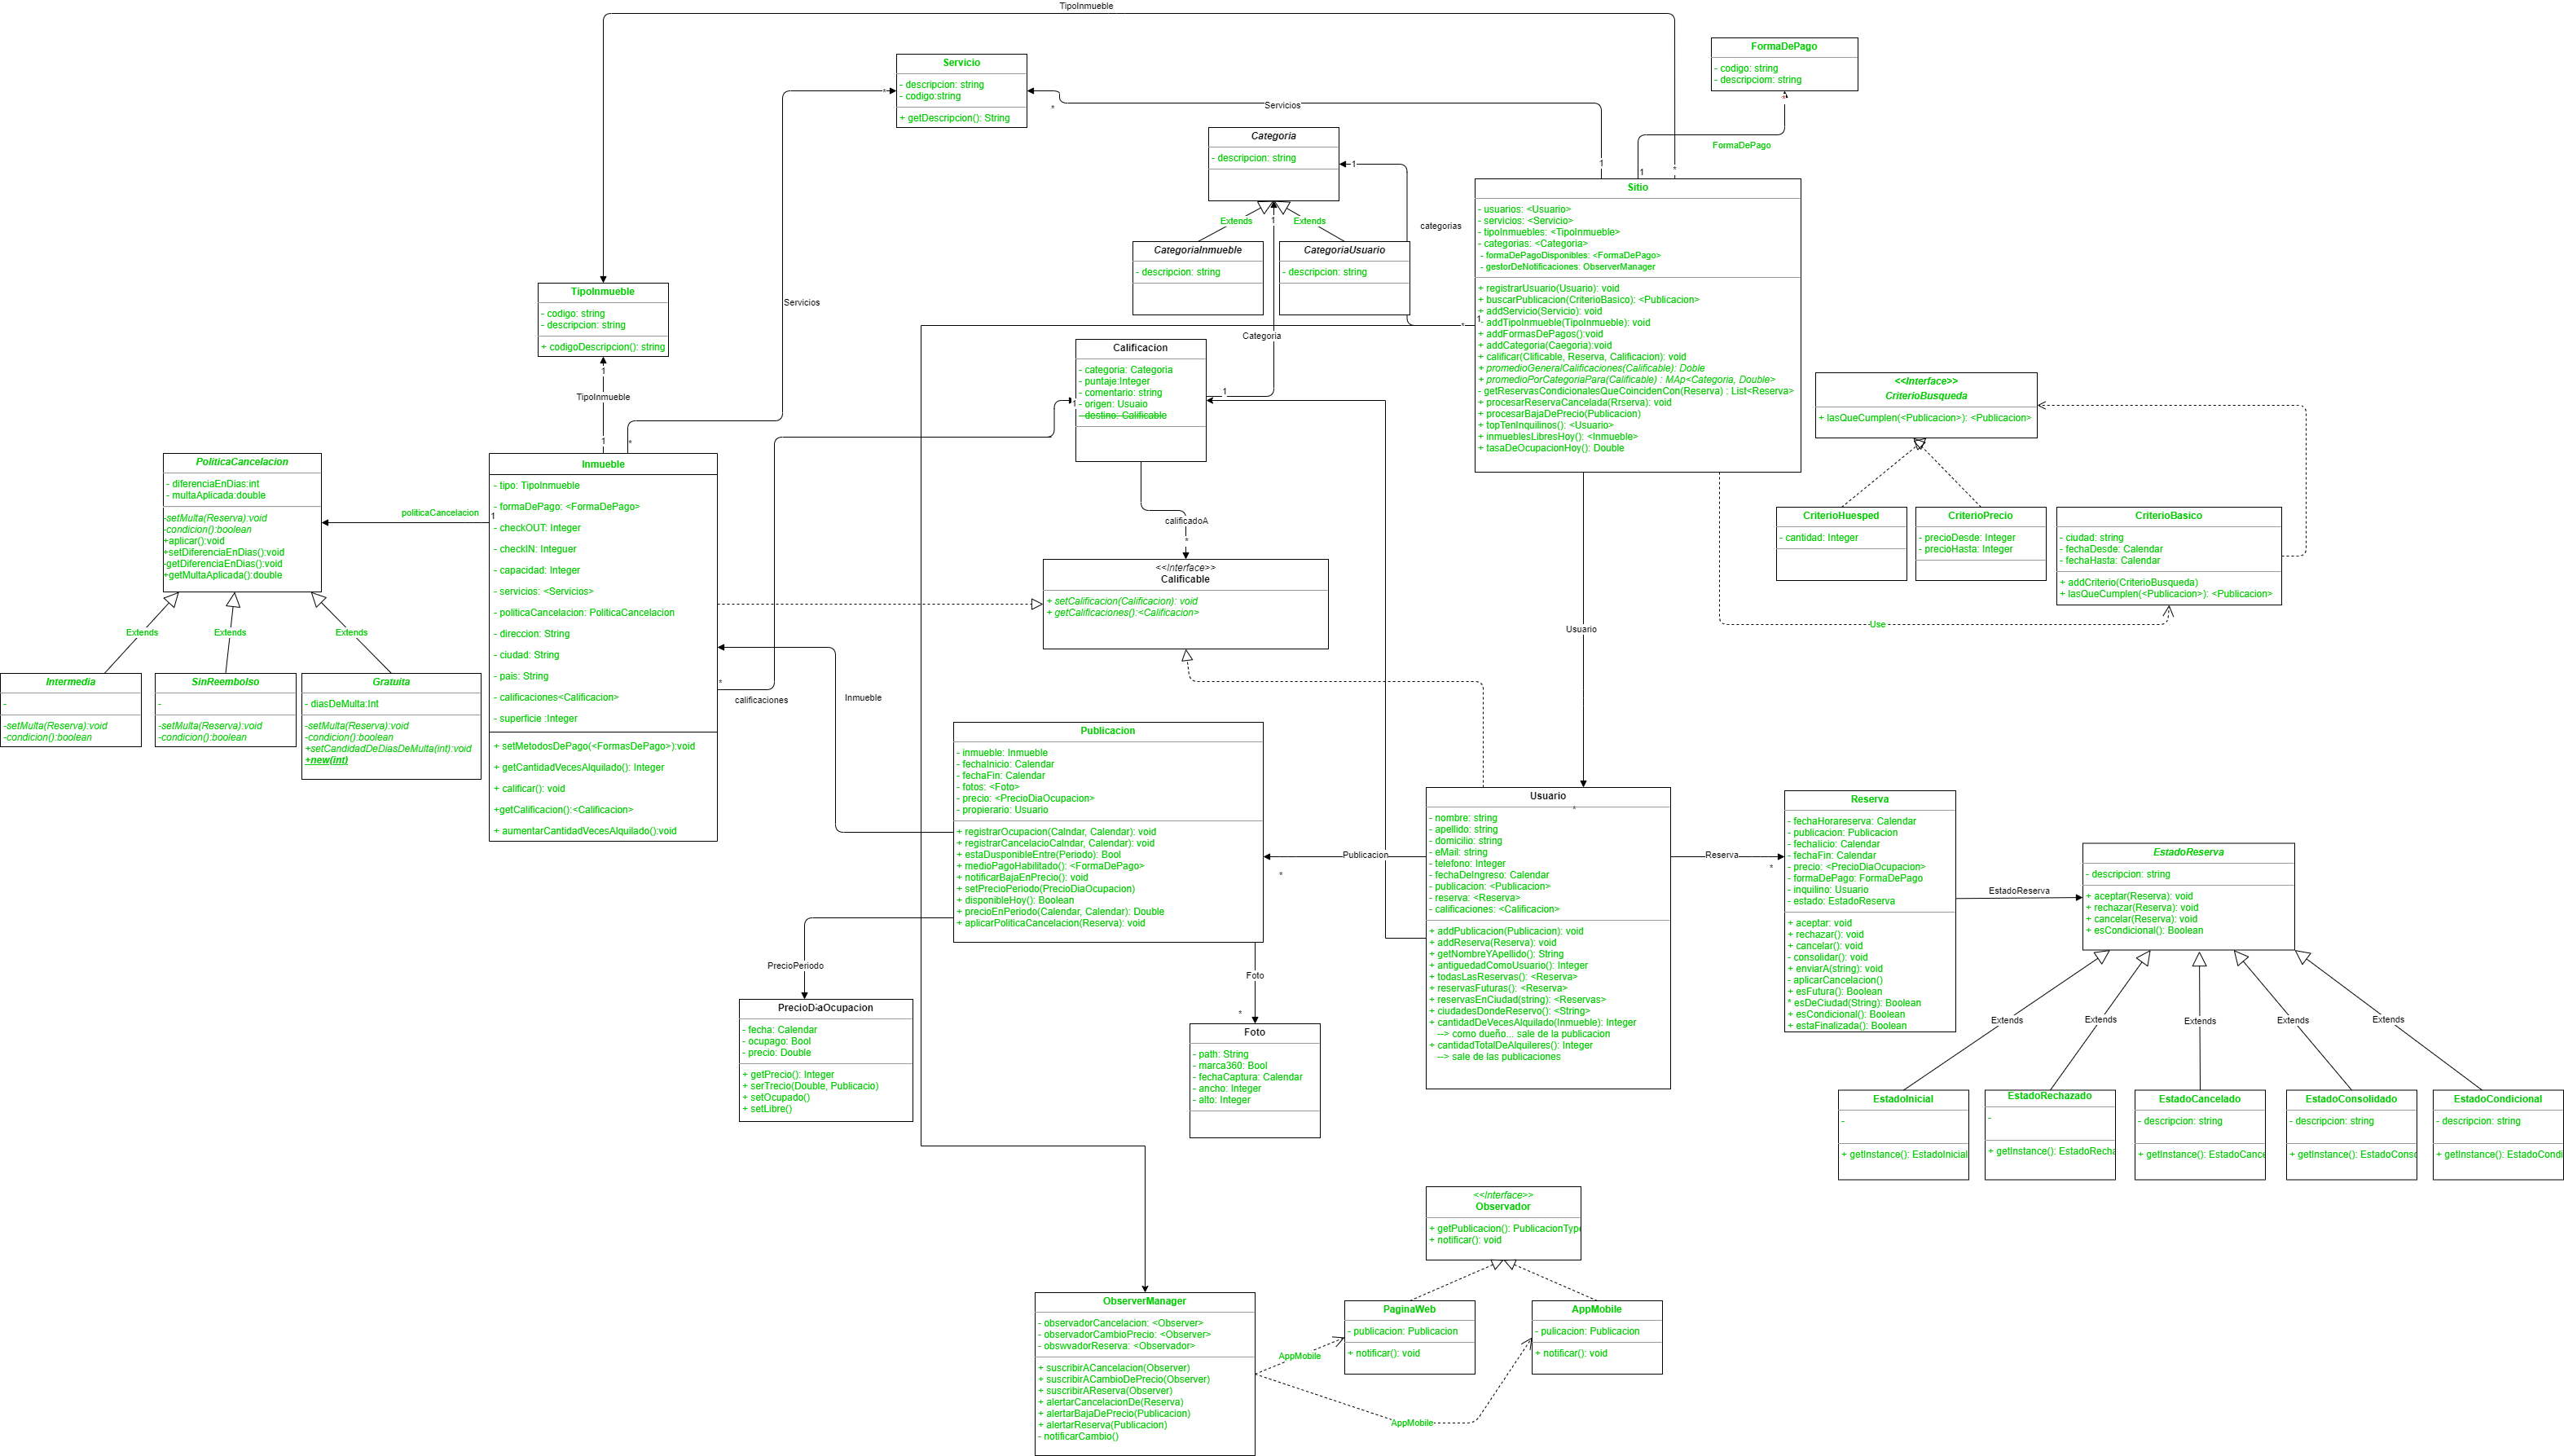 TipoInmueble
FormaDePago
- codigo: string
- descripciom: string
*
FormaDePago
1
Servicio
- descripcion: string
- codigo:string
+ getDescripcion(): String
*
*
Servicios
1
*
Categoria
- descripcion: string
1
Extends
1
Extends
categorias
CategoriaInmueble
- descripcion: string
CategoriaUsuario
- descripcion: string
Categoria
*
1
Sitio
- usuarios: <Usuario>
- servicios: <Servicio>
- tipoInmuebles: <TipoInmueble>
- categorias: <Categoria>
- formaDePagoDisponibles: <FormaDePago>
- gestorDeNotificaciones: ObserverManager
+ registrarUsuario(Usuario): void
+ buscarPublicacion(CriterioBasico): <Publicacion>
+ addServicio(Servicio): void
+ addTipoInmueble(TipoInmueble): void
+ addFormasDePagos():void
+ addCategoria(Caegoria):void
+ calificar(Clificable, Reserva, Calificacion): void
+ promedioGeneralCalificaciones(Calificable): Doble
+ promedioPorCategoriaPara(Calificable) : MAp<Categoria, Double>
- getReservasCondicionalesQueCoincidenCon(Reserva) : List<Reserva>
+ procesarReservaCancelada(Rrserva): void
+ procesarBajaDePrecio(Publicacion)
+ topTenInquilinos(): <Usuario>
+ inmueblesLibresHoy(): <Inmueble>
+ tasaDeOcupacionHoy(): Double
TipoInmueble
- codigo: string
- descripcion: string
+ codigoDescripcion(): string
1
TipoInmueble
1
*
Servicios
Calificacion
- categoria: Categoria
- puntaje:Integer
- comentario: string
- origen: Usuaio
- destino: Calificable
1
1
calificadoA
*
<<Interface>>
CriterioBusqueda
+ lasQueCumplen(<Publicacion>): <Publicacion>
CriterioHuesped
- cantidad: Integer
CriterioPrecio
- precioDesde: Integer
- precioHasta: Integer
CriterioBasico
- ciudad: string
- fechaDesde: Calendar
- fechaHasta: Calendar
+ addCriterio(CriterioBusqueda)
+ lasQueCumplen(<Publicacion>): <Publicacion>
Use
PoliticaCancelacion
- diferenciaEnDias:int
- multaAplicada:double
-setMulta(Reserva):void
-condicion():boolean
+aplicar():void
+setDiferenciaEnDias():void
-getDiferenciaEnDias():void
+getMultaAplicada():double
politicaCancelacion
1
Extends
Extends
Extends
Intermedia
-
-setMulta(Reserva):void
-condicion():boolean
SinReembolso
-
-setMulta(Reserva):void
-condicion():boolean
Gratuita
- diasDeMulta:Int
-setMulta(Reserva):void
-condicion():boolean
+setCandidadDeDiasDeMulta(int):void
+new(int)
Inmueble
- tipo: TipoInmueble
- formaDePago: <FormaDePago>
- checkOUT: Integer
- checkIN: Integuer
- capacidad: Integer
- servicios: <Servicios>
- politicaCancelacion: PoliticaCancelacion
- direccion: String
- ciudad: String
- pais: String
- calificaciones<Calificacion>
- superficie :Integer
+ setMetodosDePago(<FormasDePago>):void
+ getCantidadVecesAlquilado(): Integer
+ calificar(): void
+getCalificacion():<Calificacion>
+ aumentarCantidadVecesAlquilado():void
*
calificaciones
Inmueble
<<Interface>>
Calificable
+ setCalificacion(Calificacion): void
+ getCalificaciones():<Calificacion>
Usuario
Publicacion
- inmueble: Inmueble
- fechaInicio: Calendar
- fechaFin: Calendar
- fotos: <Foto>
- precio: <PrecioDiaOcupacion>
- propierario: Usuario
+ registrarOcupation(Calndar, Calendar): void
+ registrarCancelacioCalndar, Calendar): void
+ estaDusponibleEntre(Periodo): Bool
+ medioPagoHabilitado(): <FormaDePago>
+ notificarBajaEnPrecio(): void
+ setPrecioPeriodo(PrecioDiaOcupacion)
+ disponibleHoy(): Boolean
+ precioEnPeriodo(Calendar, Calendar): Double
+ aplicarPoliticaCancelacion(Reserva): void
Publicacion
*
Usuario
*
- nombre: string
- apellido: string
- domicilio: string
- eMail: string
- telefono: Integer
- fechaDeIngreso: Calendar
- publicacion: <Publicacion>
- reserva: <Reserva>
- calificaciones: <Calificacion>
+ addPublicacion(Publicacion): void
+ addReserva(Reserva): void
+ getNombreYApellido(): String
+ antiguedadComoUsuario(): Integer
+ todasLasReservas(): <Reserva>
+ reservasFuturas(): <Reserva>
+ reservasEnCiudad(string): <Reservas>
+ ciudadesDondeReservo(): <String>
+ cantidadDeVecesAlquilado(Inmueble): Integer
--> como dueño... sale de la publicacion
+ cantidadTotalDeAlquileres(): Integer
--> sale de las publicaciones
Reserva
*
Reserva
- fechaHorareserva: Calendar
- publicacion: Publicacion
- fechaIicio: Calendar
- fechaFin: Calendar
- precio: <PrecioDiaOcupacion>
- formaDePago: FormaDePago
- inquilino: Usuario
- estado: EstadoReserva
+ aceptar: void
+ rechazar(): void
+ cancelar(): void
- consolidar(): void
+ enviarA(string): void
- aplicarCancelacion()
+ esFutura(): Boolean
* esDeCiudad(String): Boolean
+ esCondicional(): Boolean
+ estaFinalizada(): Boolean
EstadoReserva
EstadoReserva
- descripcion: string
+ aceptar(Reserva): void
+ rechazar(Reserva): void
+ cancelar(Reserva): void
+ esCondicional(): Boolean
Extends
Extends
Extends
Extends
Extends
EstadoInicial
-
+ getInstance(): EstadoInicial
EstadoRechazado
-
+ getInstance(): EstadoRecha
EstadoCancelado
- descripcion: string
+ getInstance(): EstadoCance
EstadoConsolidado
- descripcion: string
+ getInstance(): EstadoConso
EstadoCondicional
- descripcion: string
+ getInstance(): EstadoCondi
PrecioPeriodo
PrecioDiaOcupacion
- fecha: Calendar
- ocupago: Bool
- precio: Double
+ getPrecio(): Integer
+ serTrecio(Double, Publicacio)
+ setOcupado()
+ setLibre()
Foto
*
Foto
- path: String
- marca360: Bool
- fechaCaptura: Calendar
- ancho: Integer
- alto: Integer
<<Interface>>
Observador
+ getPublicacion(): PublicacionType
+ notificar(): void
ObserverManager
- observadorCancelacion: <Observer>
- observadorCambioPrecio: <Observer>
- obswvadorReserva: <Observador>
+ suscribirACancelacion(Observer)
+ suscribirACambioDePrecio(Observer)
+ suscribirAReserva(Observer)
+ alertarCancelacionDe(Reserva)
+ alertarBajaDePrecio(Publicacion)
+ alertarReserva(Publicacion)
- notificarCambio()
AppMobile
AppMobile
PaginaWeb
- publicacion: Publicacion
+ notificar(): void
AppMobile
- pulicacion: Publicacion
+ notificar(): void